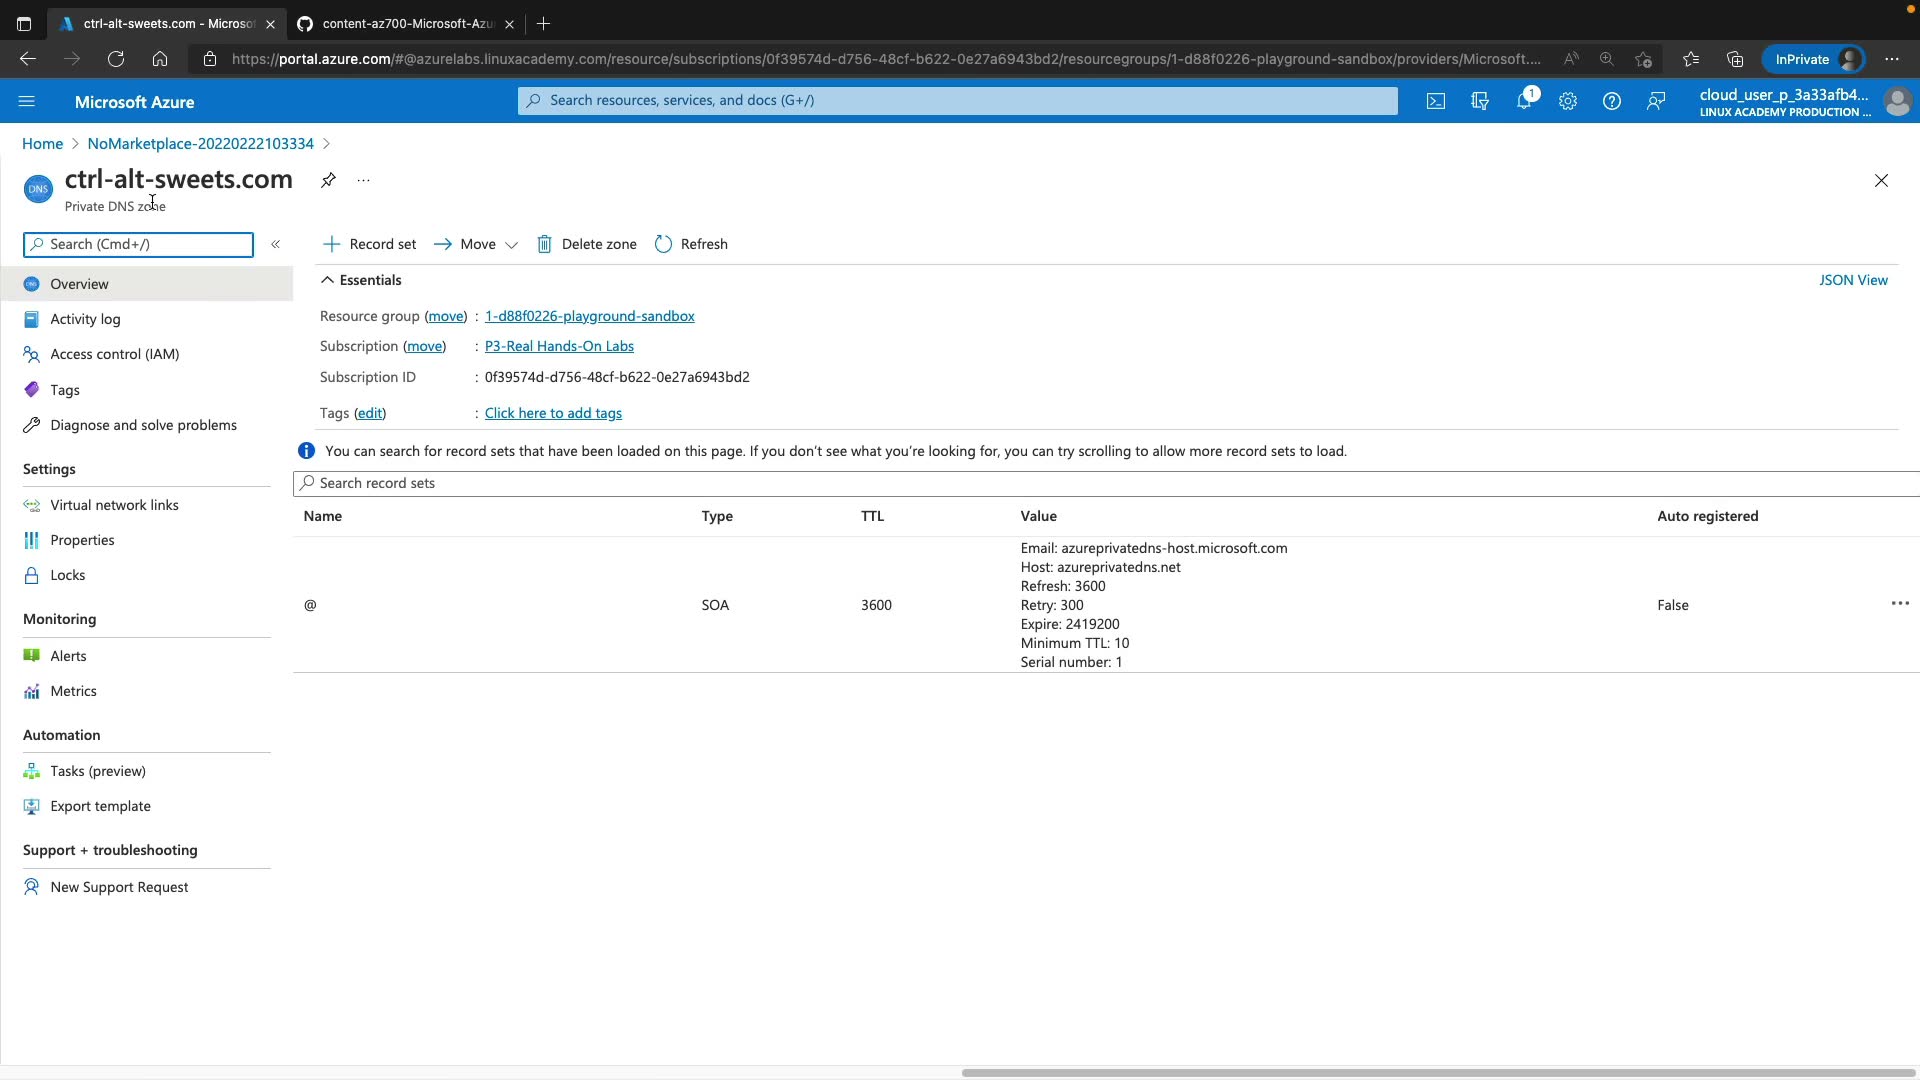 ctrl-alt-sweets.com - Microsof
content-az700-Microsoft-Azu
https://portal.azure.com/#@azurelabs.linuxacademy.com/resource/subscriptions/0f39574d-d756-48cf-b622-0e27a6943bd2/resourcegroups/1-d88f0226-playground-sandbox/providers/Microsoft....
InPrivate
Microsoft Azure
Search resources, services, and docs (G+/)
1
cloud_user_p_3a33afb4...
LINUX ACADEMY PRODUCTION ...
Home > NoMarketplace-20220222103334 >
DNS
ctrl-alt-sweets.com
...
Private DNS zone
Search (Cmd+/)
«
Record set
Move
Delete zone
Refresh
Overview
Activity log
Access control (IAM)
Tags
Diagnose and solve problems
Settings
Virtual network links
Properties
Locks
Monitoring
Alerts
Metrics
Automation
Tasks (preview)
Export template
Support + troubleshooting
New Support Request
Essentials
JSON View
Resource group (move) : 1-d88f0226-playground-sandbox
Subscription (move) : P3-Real Hands-On Labs
Subscription ID : 0f39574d-d756-48cf-b622-0e27a6943bd2
Tags (edit) : Click here to add tags
You can search for record sets that have been loaded on this page. If you don't see what you're looking for, you can try scrolling to allow more record sets to load.
Search record sets
Name Type TTL Value Auto registered
@ SOA 3600
Email: azureprivatedns-host.microsoft.com
Host: azureprivatedns.net
Refresh: 3600
Retry: 300
Expire: 2419200
Minimum TTL: 10
Serial number: 1
False